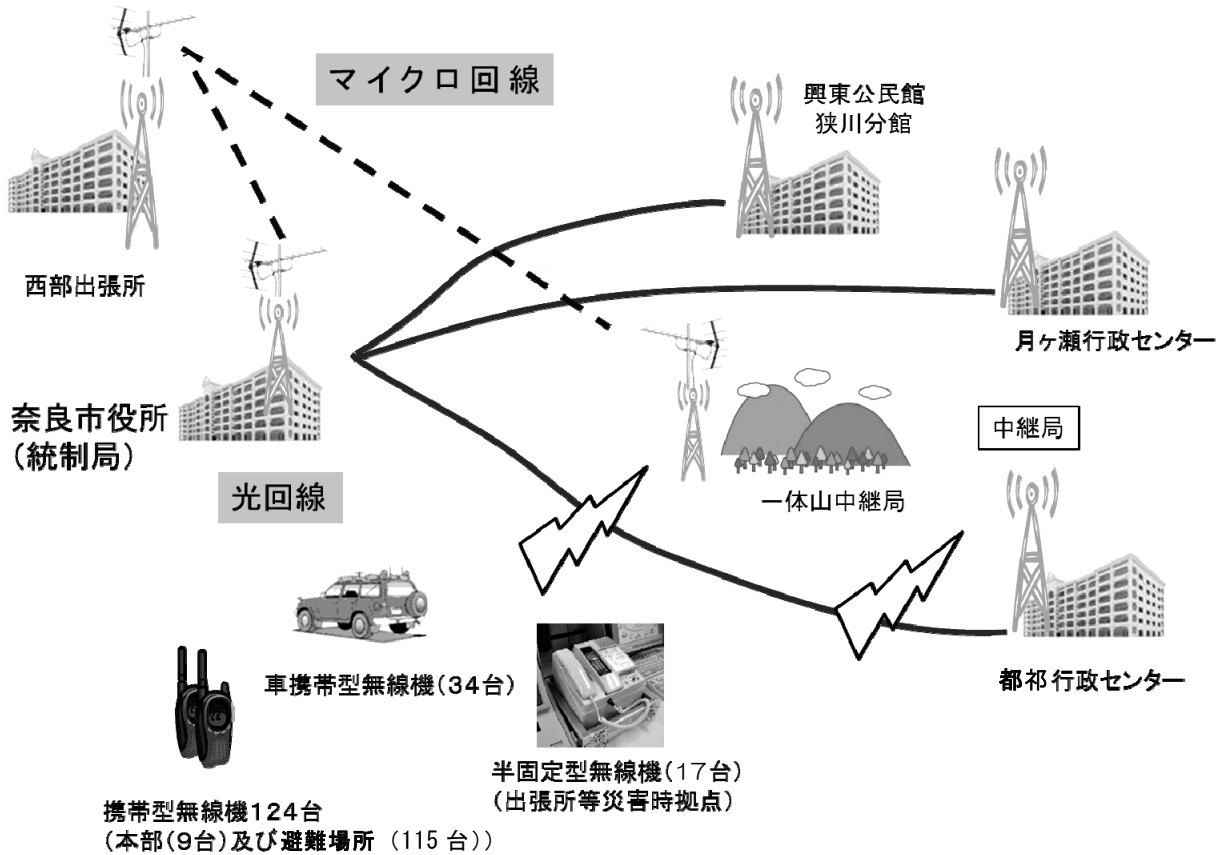 マイクロ回線
興東公民館
狭川分館
西部出張所
月ヶ瀬行政センター
奈良市役所
(統制局)
中継局
光回線
一体山中継局
車携帯型無線機(34台)
都祁行政センター
半固定型無線機(17台)
(出張所等災害時拠点)
携帯型無線機124台
(本部(9台)及び避難場所 (115 台))